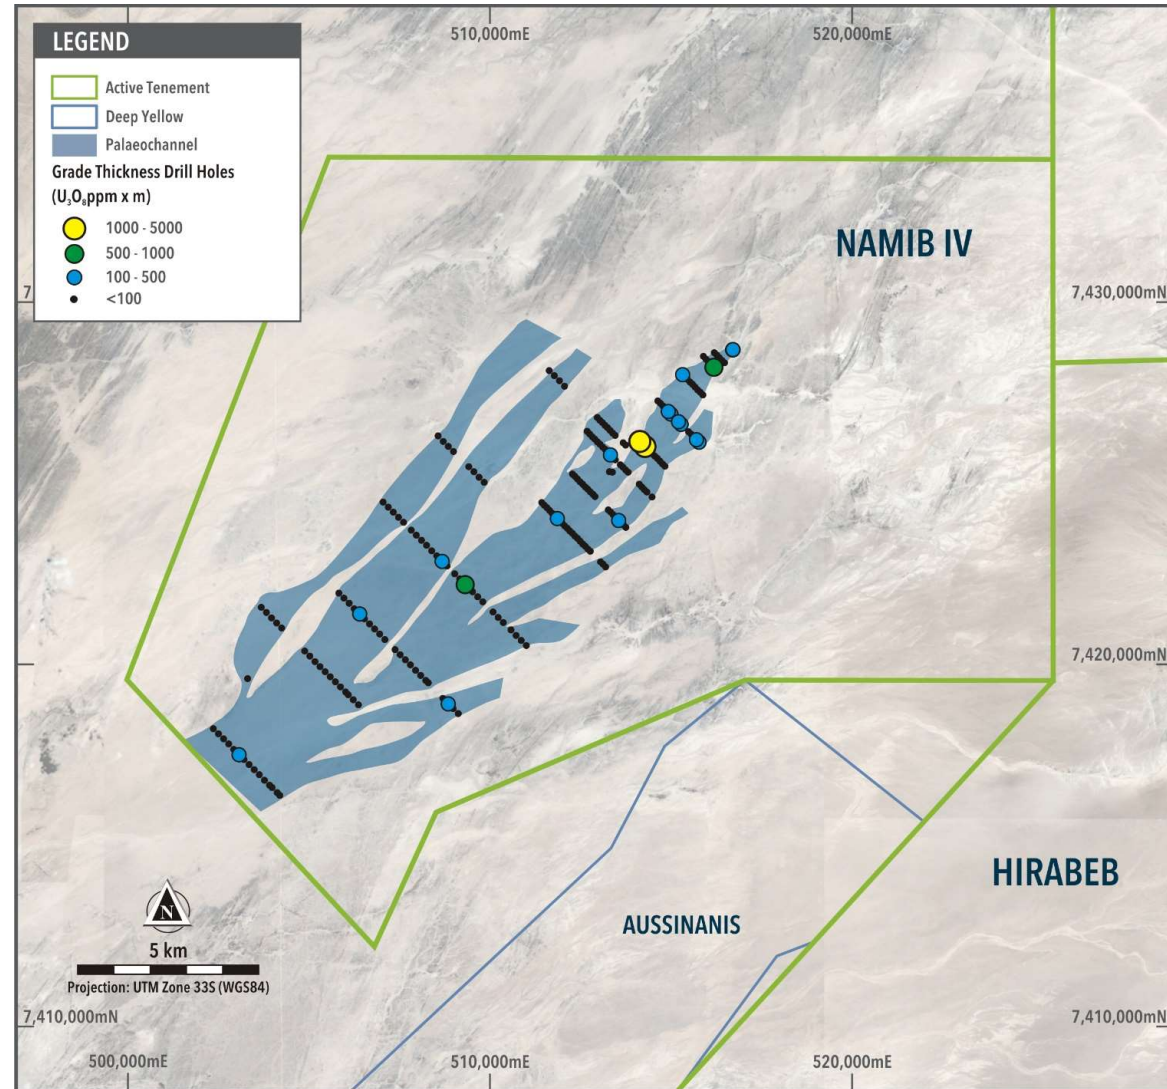 LEGEND
Active Tenement
Deep Yellow
Palaeochannel
Grade Thickness Drill Holes
(U₃O₈ppm x m)
1000 - 5000
500 - 1000
100 - 500
<100
510,000mE
520,000mE
NAMIB IV
7
7,430,000mN
7,420,000mN
HIRABEB
AUSSINANIS
N
5 km
Projection: UTM Zone 33S (WGS84)
7,410,000mN
7,410,000mN
500,000mE
510,000mE
520,000mE